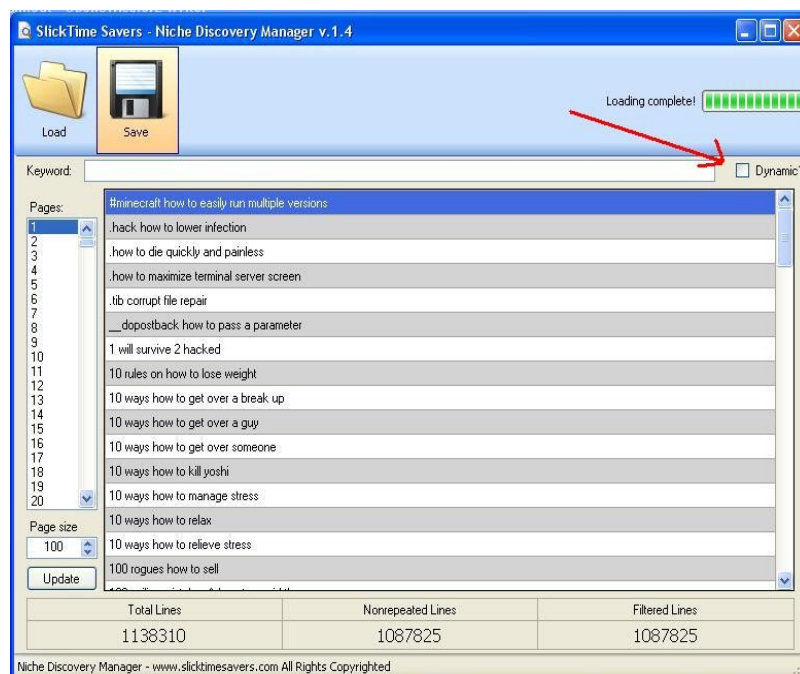 SlickTime Savers - Niche Discovery Manager v.1.4
Load
Save
Loading complete!
Keyword:
Dynamic?
Pages:
1
2
3
4
5
6
7
8
9
10
11
12
13
14
15
16
17
18
19
20
Page size
100
Update
#minecraft how to easily run multiple versions
.hack how to lower infection
.how to die quickly and painless
.how to maximize terminal server screen
.tib corrupt file repair
__dopostback how to pass a parameter
1 will survive 2 hacked
10 rules on how to lose weight
10 ways how to get over a break up
10 ways how to get over a guy
10 ways how to get over someone
10 ways how to kill yoshi
10 ways how to manage stress
10 ways how to relax
10 ways how to relieve stress
100 rogues how to sell
Total Lines
Nonrepeated Lines
Filtered Lines
1138310
1087825
1087825
Niche Discovery Manager - www.slicktimesavers.com All Rights Copyrighted